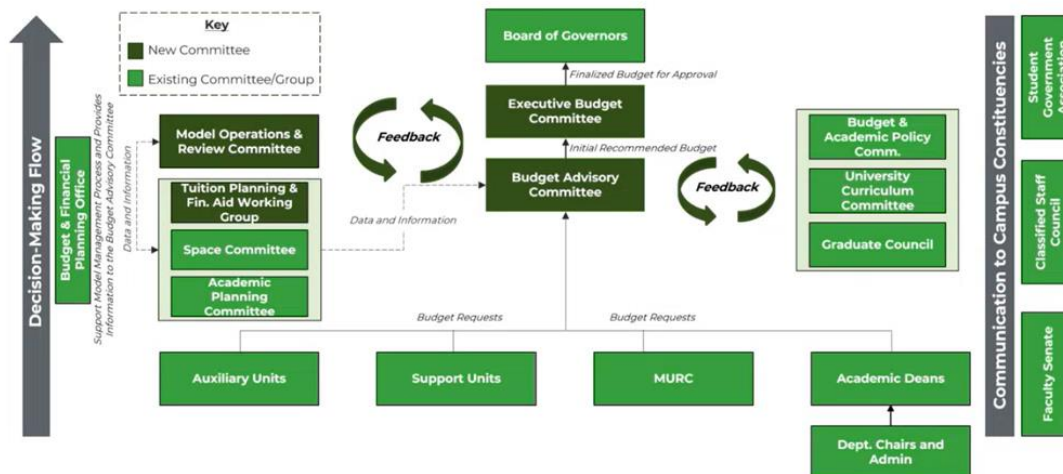 Key
New Committee
Existing Committee/Group
Board of Governors
Finalized Budget for Approval
Executive Budget
Committee
Initial Recommended Budget
Budget Advisory
Committee
Feedback
Feedback
Model Operations &
Review Committee
Tuition Planning &
Fin. Aid Working
Group
Space Committee
Academic
Planning
Committee
Data and Information
Data and Information
Decision-Making Flow
Budget & Financial
Planning Office
Support Model Management Process and Provides
Information to the Budget Advisory Committee
Budget &
Academic Policy
Comm.
University
Curriculum
Committee
Graduate Council
Budget Requests
Budget Requests
Auxiliary Units
Support Units
MURC
Academic Deans
Dept. Chairs and
Admin
Communication to Campus Constituencies
Student
Government
Association
Classified Staff
Council
Faculty Senate